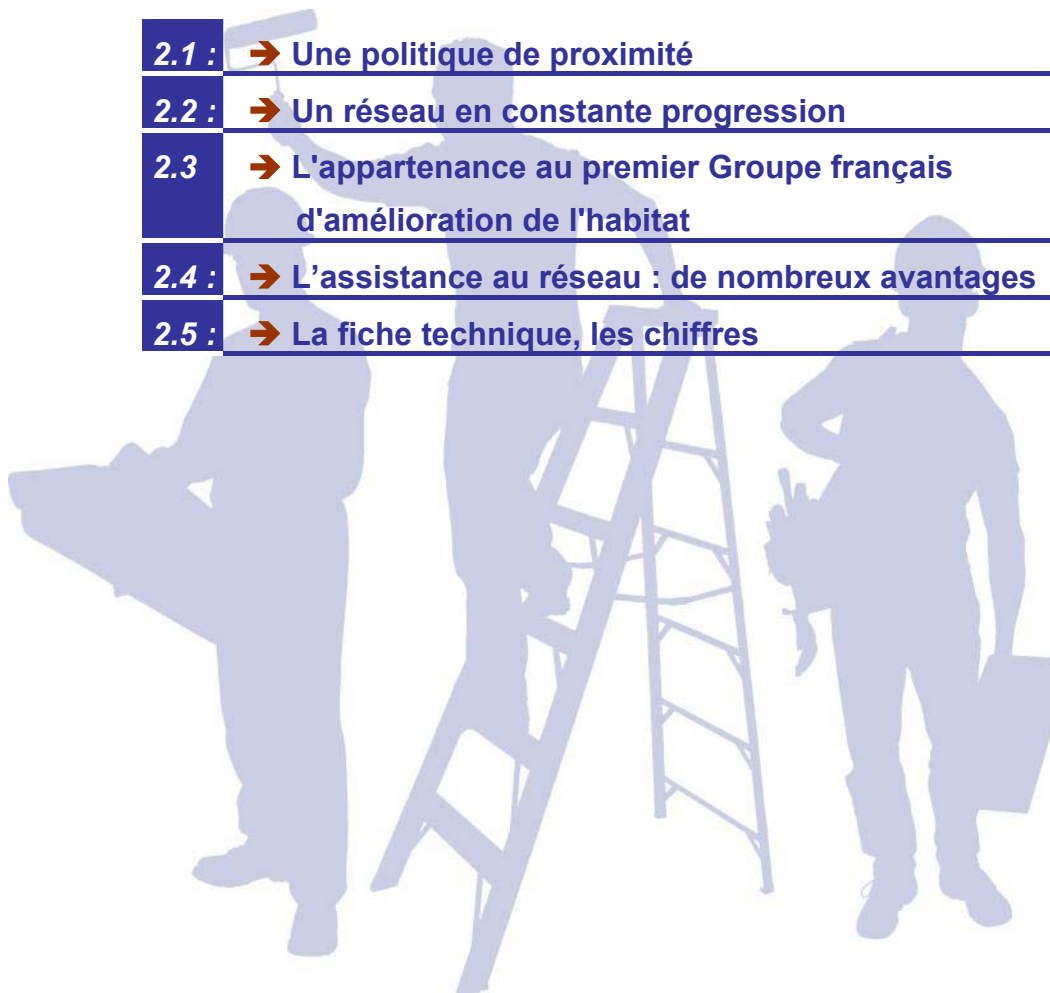 2.1 : ➔ Une politique de proximité
2.2 : ➔ Un réseau en constante progression
2.3 ➔ L'appartenance au premier Groupe français
d'amélioration de l'habitat
2.4 : ➔ L’assistance au réseau : de nombreux avantages
2.5 : ➔ La fiche technique, les chiffres